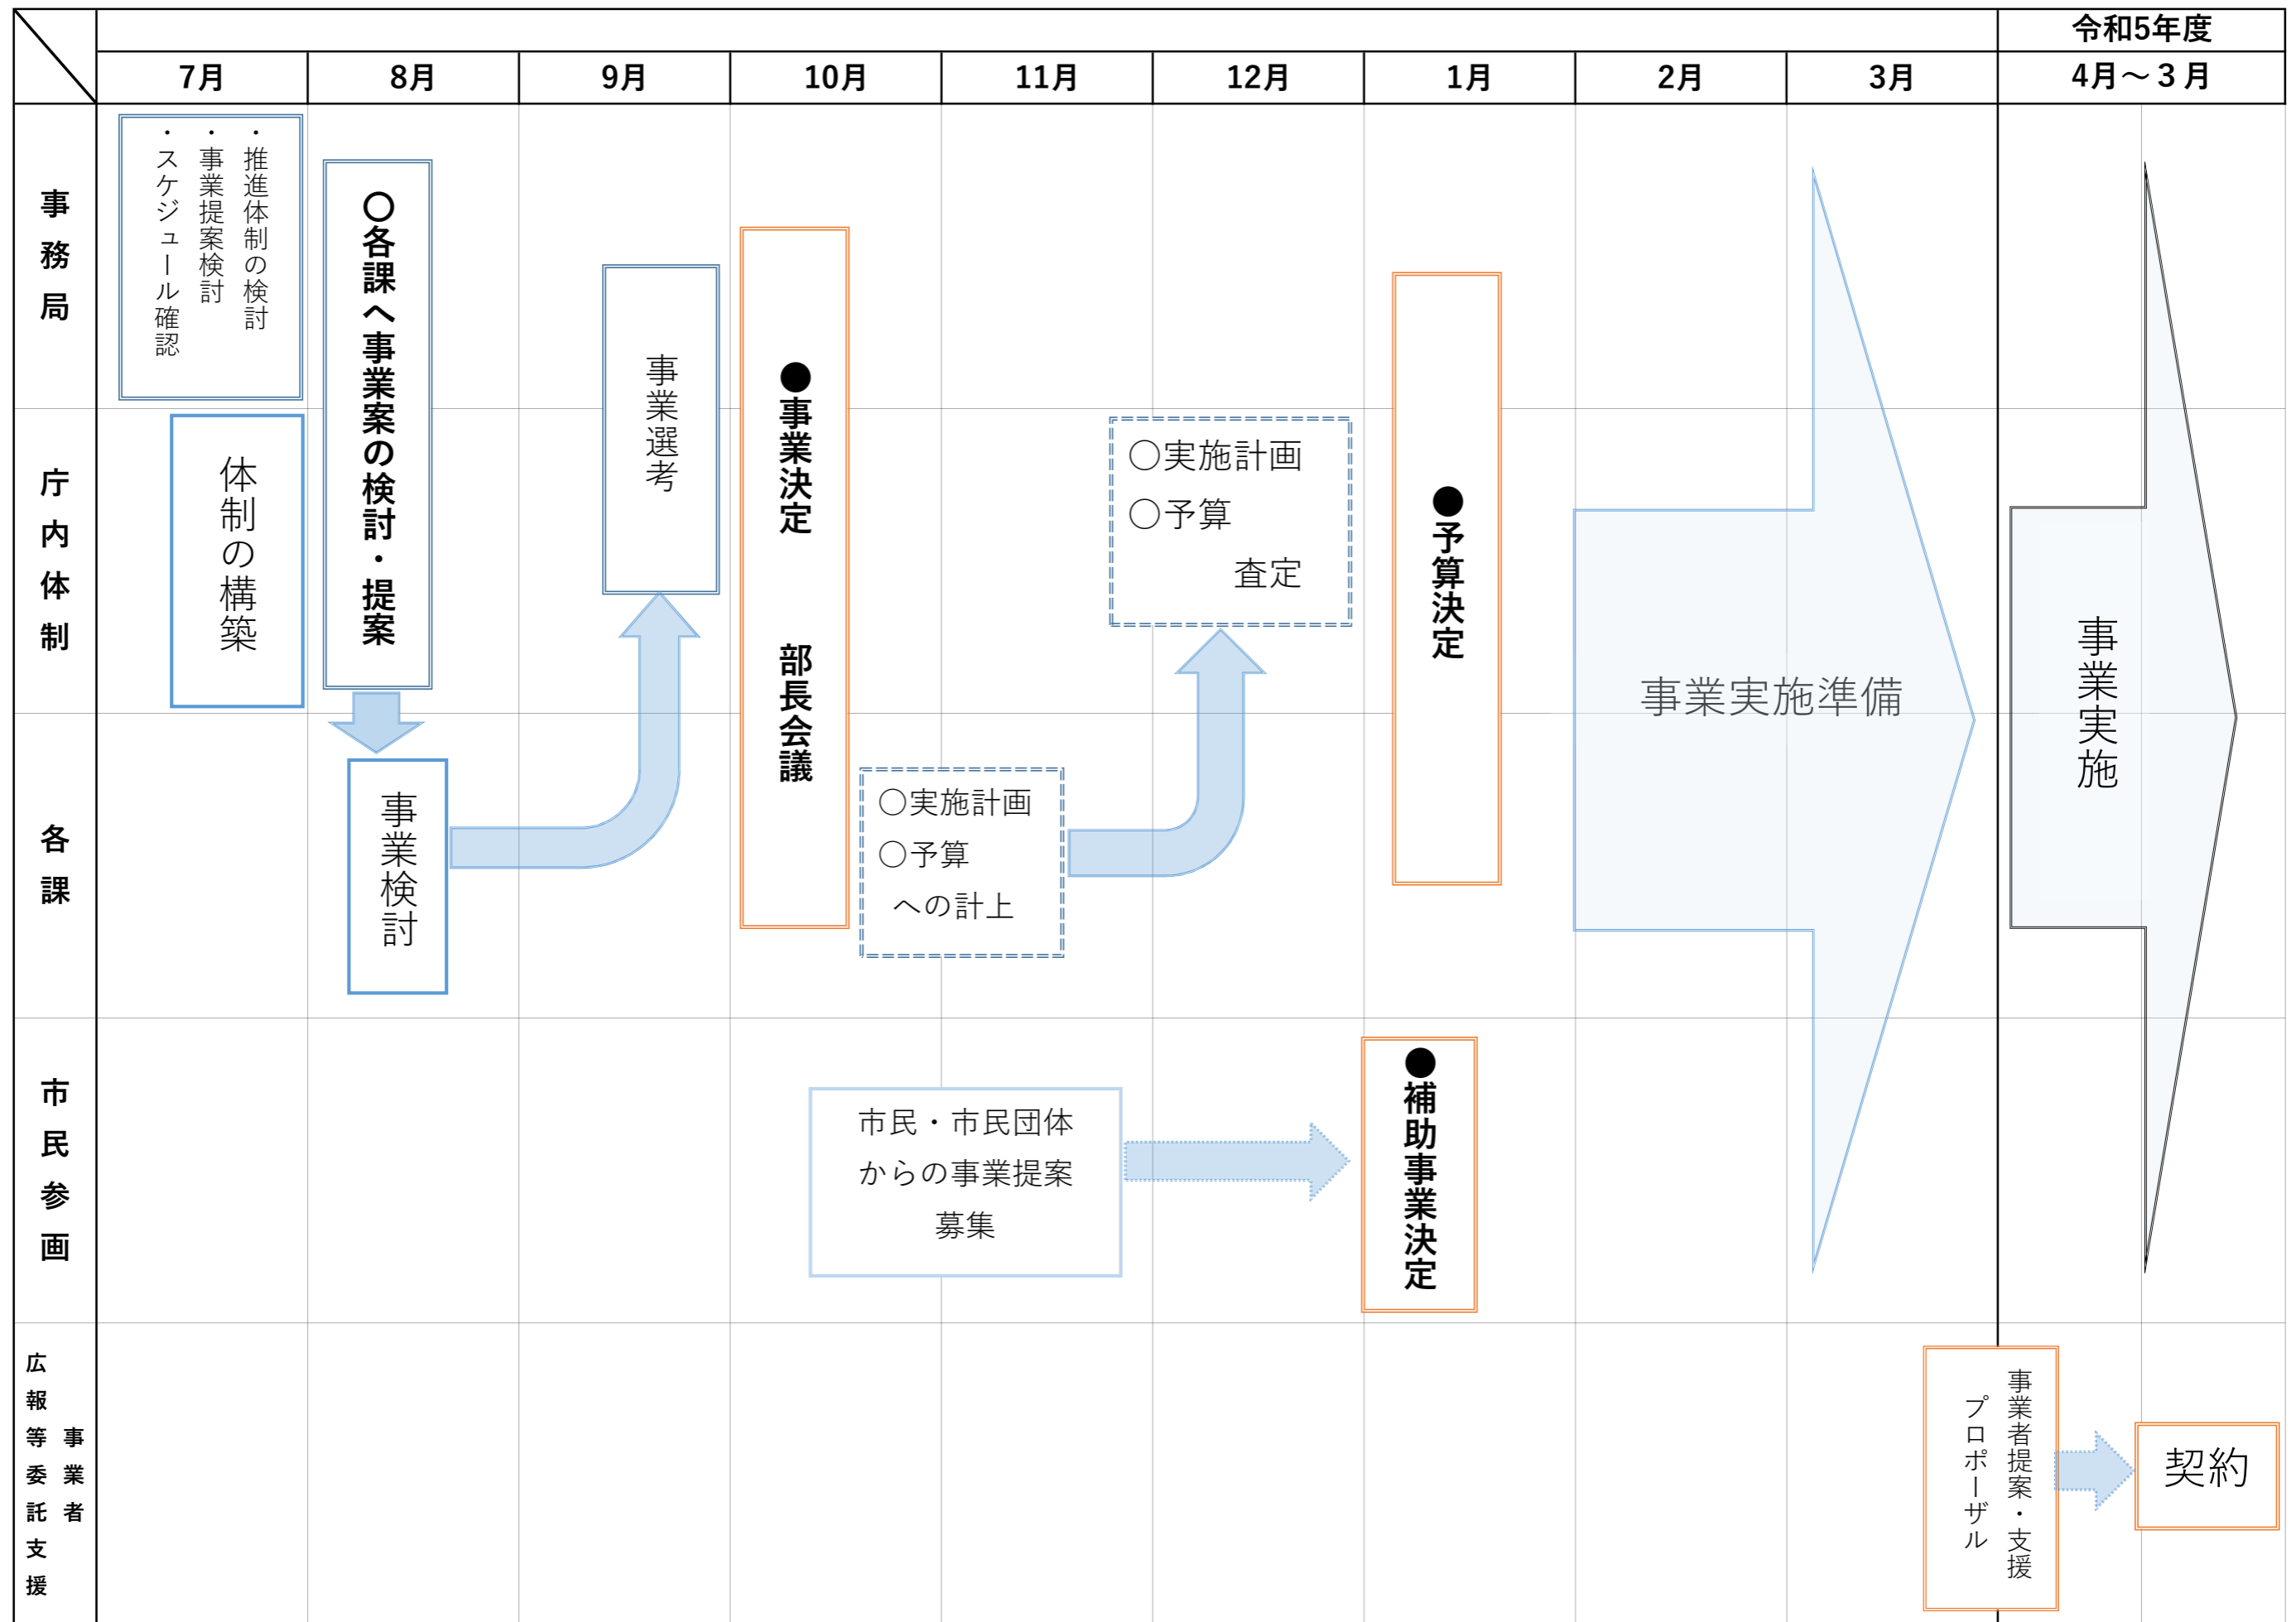 令和5年度
7月
8月
9月
10月
11月
12月
1月
2月
3月
4月~３月
事務局
・推進体制の検討
・事業提案検討
・スケジュール確認
〇各課へ事業案の検討・提案
事業選考
●事業決定　部長会議
●予算決定
庁内体制
体制の構築
〇実施計画
〇予算
査定
事業実施準備
事業実施
各課
事業検討
〇実施計画
〇予算
への計上
市民参画
市民・市民団体
からの事業提案
募集
●補助事業決定
事業者
広報等委託支援
事業者提案・支援
プロポーザル
契約